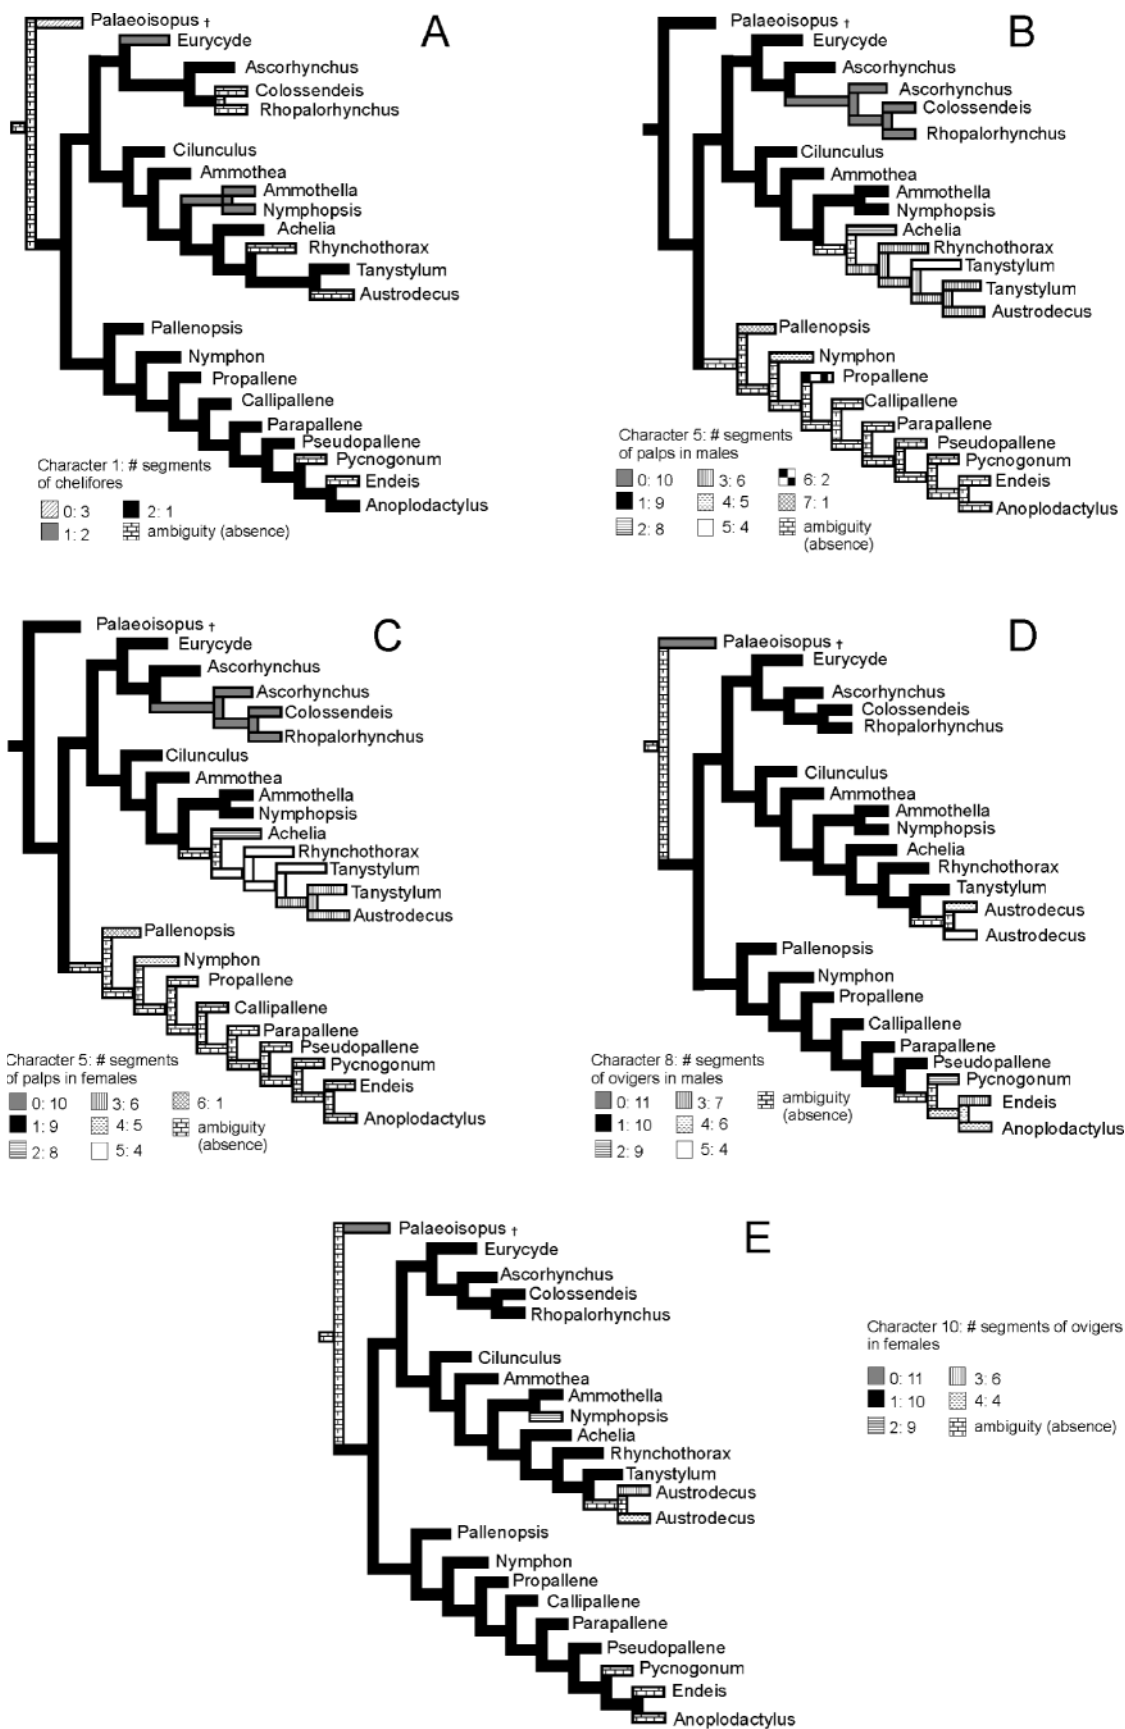 A
Palaeoisopus †
Eurycyde
Ascorhynchus
Colossendeis
Rhopalorhynchus
Cilunculus
Ammothea
Ammothella
Nymphopsis
Achelia
Rhynchothorax
Tanystylum
Austrodecus
Pallenopsis
Nymphon
Propallene
Callipallene
Parapallene
Pseudopallene
Pycnogonum
Endeis
Anoplodactylus
Character 1: # segments
of chelifores
0: 3
2: 1
1: 2
ambiguity (absence)
B
Palaeoisopus †
Eurycyde
Ascorhynchus
Ascorhynchus
Colossendeis
Rhopalorhynchus
Cilunculus
Ammothea
Ammothella
Nymphopsis
Achelia
Rhynchothorax
Tanystylum
Tanystylum
Austrodecus
Pallenopsis
Nymphon
Propallene
Callipallene
Parapallene
Pseudopallene
Pycnogonum
Endeis
Anoplodactylus
Character 5: # segments
of palps in males
0: 10
3: 6
6: 2
1: 9
4: 5
7: 1
2: 8
5: 4
ambiguity
(absence)
C
Palaeoisopus †
Eurycyde
Ascorhynchus
Ascorhynchus
Colossendeis
Rhopalorhynchus
Cilunculus
Ammothea
Ammothella
Nymphopsis
Achelia
Rhynchothorax
Tanystylum
Tanystylum
Austrodecus
Pallenopsis
Nymphon
Propallene
Callipallene
Parapallene
Pseudopallene
Pycnogonum
Endeis
Anoplodactylus
Character 5: # segments
of palps in females
0: 10
3: 6
6: 1
1: 9
4: 5
ambiguity
(absence)
2: 8
5: 4
D
Palaeoisopus †
Eurycyde
Ascorhynchus
Colossendeis
Rhopalorhynchus
Cilunculus
Ammothea
Ammothella
Nymphopsis
Achelia
Rhynchothorax
Tanystylum
Austrodecus
Austrodecus
Pallenopsis
Nymphon
Propallene
Callipallene
Parapallene
Pseudopallene
Pycnogonum
Endeis
Anoplodactylus
Character 8: # segments
of ovigers in males
0: 11
3: 7
ambiguity
(absence)
1: 10
4: 6
2: 9
5: 4
E
Palaeoisopus †
Eurycyde
Ascorhynchus
Colossendeis
Rhopalorhynchus
Cilunculus
Ammothea
Ammothella
Nymphopsis
Achelia
Rhynchothorax
Tanystylum
Austrodecus
Austrodecus
Pallenopsis
Nymphon
Propallene
Callipallene
Parapallene
Pseudopallene
Pycnogonum
Endeis
Anoplodactylus
Character 10: # segments of ovigers
in females
0: 11
3: 6
1: 10
4: 4
2: 9
ambiguity (absence)